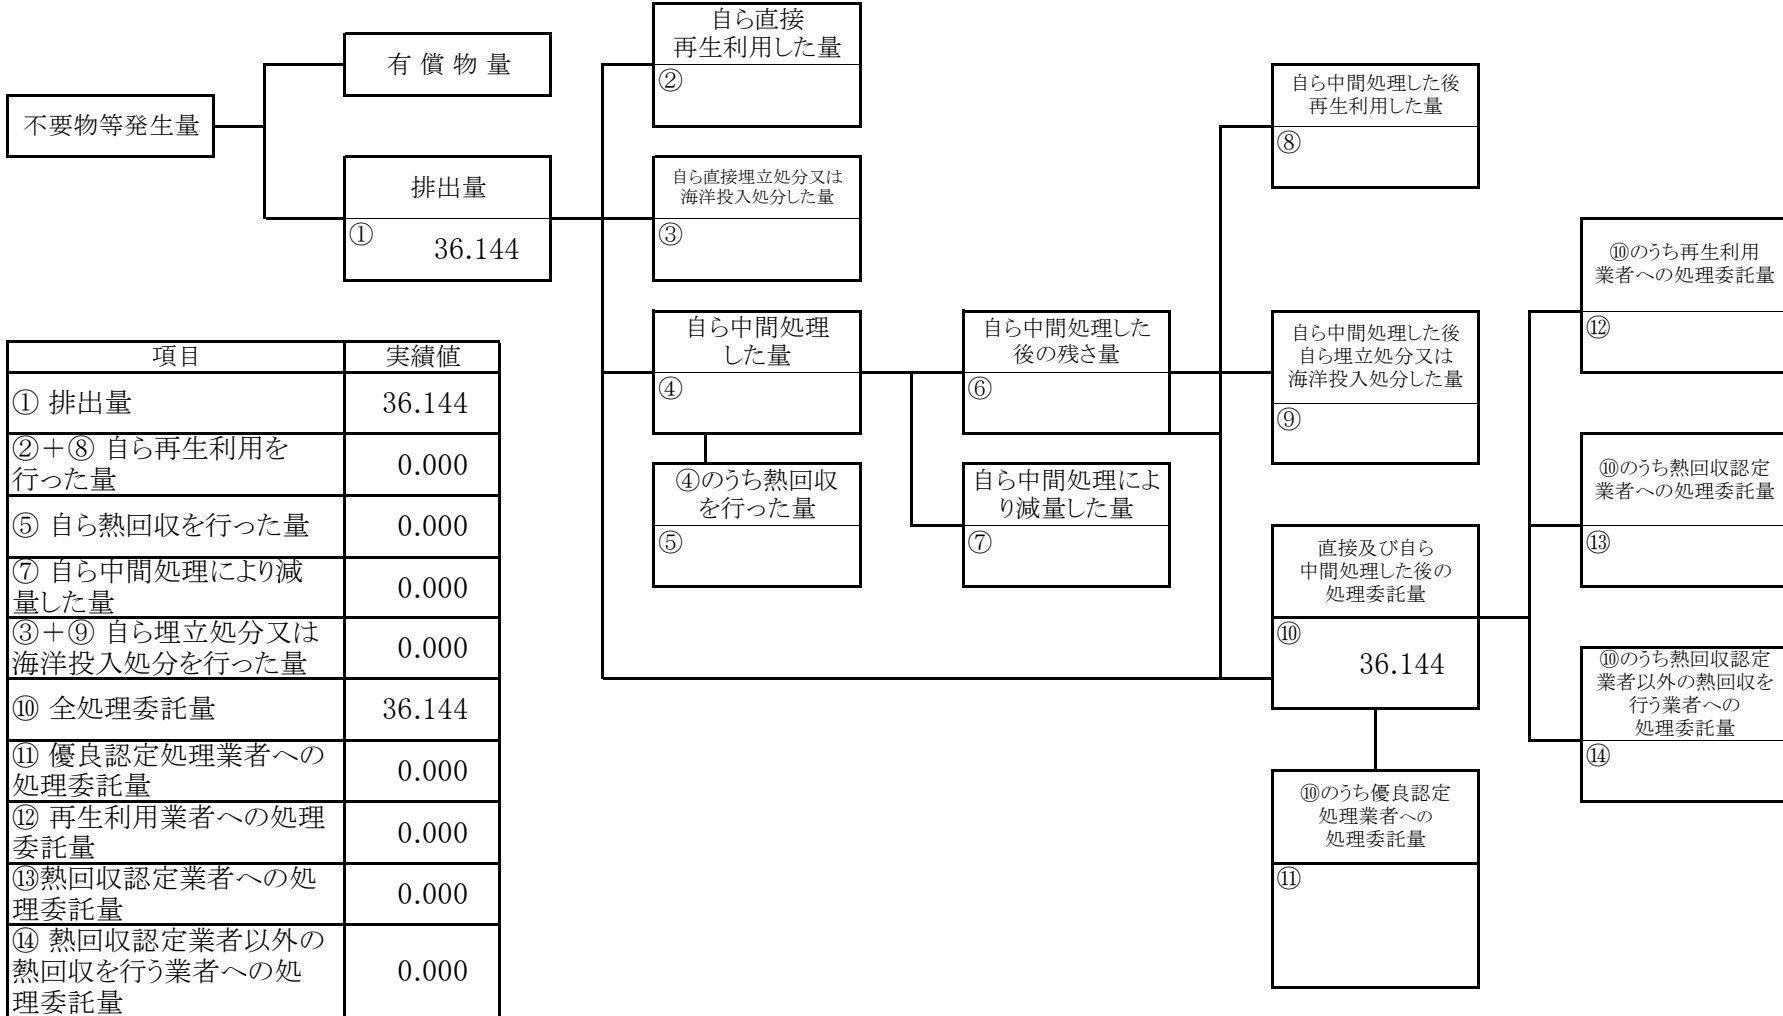 不要物等発生量
有償物量
排出量
①
36.144
自ら直接
再生利用した量
②
自ら直接埋立処分又は
海洋投入処分した量
③
自ら中間処理
した量
④
④のうち熱回収
を行った量
⑤
自ら中間処理した
後の残さ量
⑥
自ら中間処理によ
り減量した量
⑦
自ら中間処理した後
再生利用した量
⑧
自ら中間処理した後
自ら埋立処分又は
海洋投入処分した量
⑨
直接及び自ら
中間処理した後の
処理委託量
⑩
36.144
⑩のうち優良認定
処理業者への
処理委託量
⑪
⑩のうち再生利用
業者への処理委託量
⑫
⑩のうち熱回収認定
業者への処理委託量
⑬
⑩のうち熱回収認定
業者以外の熱回収を
行う業者への
処理委託量
⑭
項目 実績値
① 排出量 36.144
②+⑧ 自ら再生利用を
行った量 0.000
⑤ 自ら熱回収を行った量 0.000
⑦ 自ら中間処理により減
量した量 0.000
③+⑨ 自ら埋立処分又は
海洋投入処分を行った量 0.000
⑩ 全処理委託量 36.144
⑪ 優良認定処理業者への
処理委託量 0.000
⑫ 再生利用業者への処理
委託量 0.000
⑬熱回収認定業者への処
理委託量 0.000
⑭ 熱回収認定業者以外の
熱回収を行う業者への処
理委託量 0.000